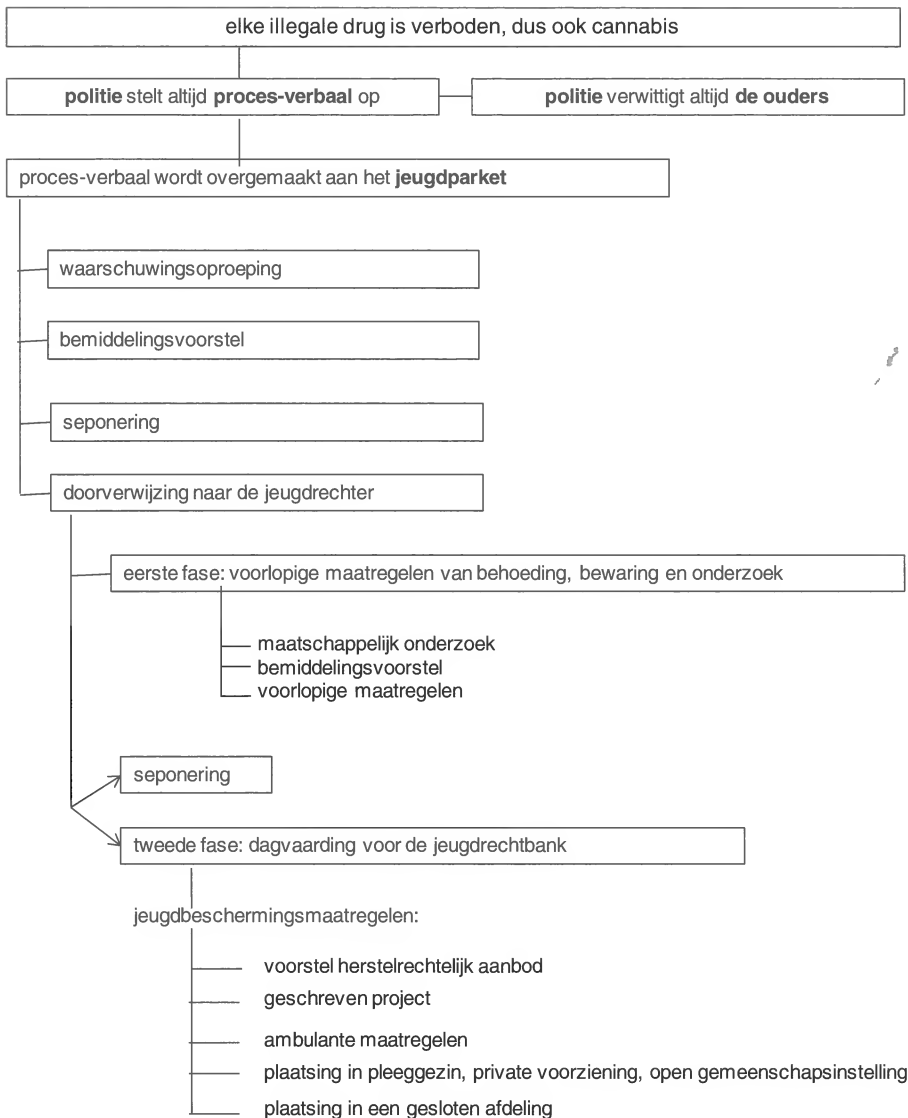 elke illegale drug is verboden, dus ook cannabis
politie stelt altijd proces-verbaal op
politie verwittigt altijd de ouders
proces-verbaal wordt overgemaakt aan het jeugdparket
waarschuwingsoproeping
bemiddelingsvoorstel
seponering
doorverwijzing naar de jeugdrechter
eerste fase: voorlopige maatregelen van behoeding, bewaring en onderzoek
maatschappelijk onderzoek
bemiddelingsvoorstel
voorlopige maatregelen
seponering
tweede fase: dagvaarding voor de jeugdrechtbank
jeugdbeschermingsmaatregelen:
voorstel herstelrechtelijk aanbod
geschreven project
ambulante maatregelen
plaatsing in pleeggezin, private voorziening, open gemeenschapsinstelling
plaatsing in een gesloten afdeling